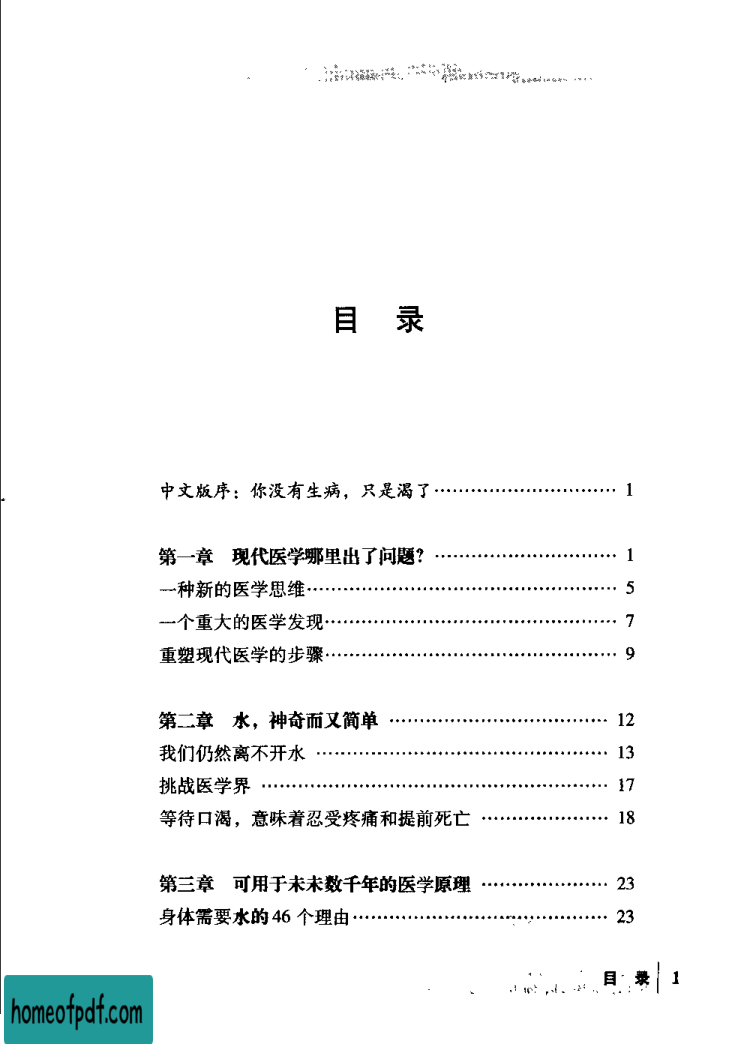 目 录
中文版序：你没有生病，只是渴了…………………………… 1
第一章 现代医学哪里出了问题？…………………………… 1
一种新的医学思维………………………………………………… 5
一个重大的医学发现……………………………………………… 7
重塑现代医学的步骤……………………………………………… 9
第二章 水，神奇而又简单 ………………………………… 12
我们仍然离不开水 ……………………………………………… 13
挑战医学界 ……………………………………………………… 17
等待口渴，意味着忍受疼痛和提前死亡 ………………… 18
第三章 可用于未未数千年的医学原理 ………………… 23
身体需要水的46个理由……………………………………… 23
目 录 1
homeofpdf.com